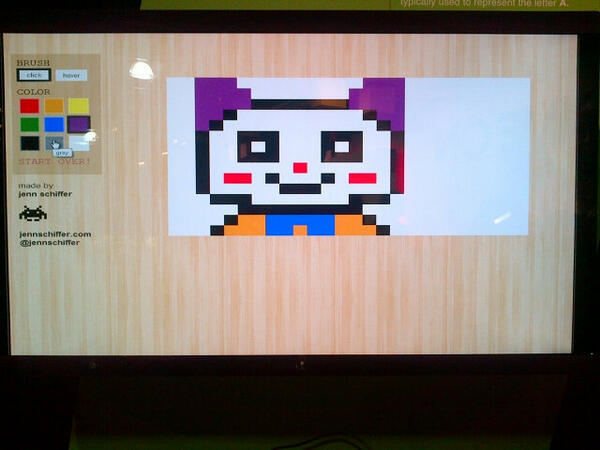 typically used to represent the letter A.
BRUSH
click hover
COLOR
gray
START OVER!
made by
jenn schiffer
jennschiffer.com
@jennschiffer